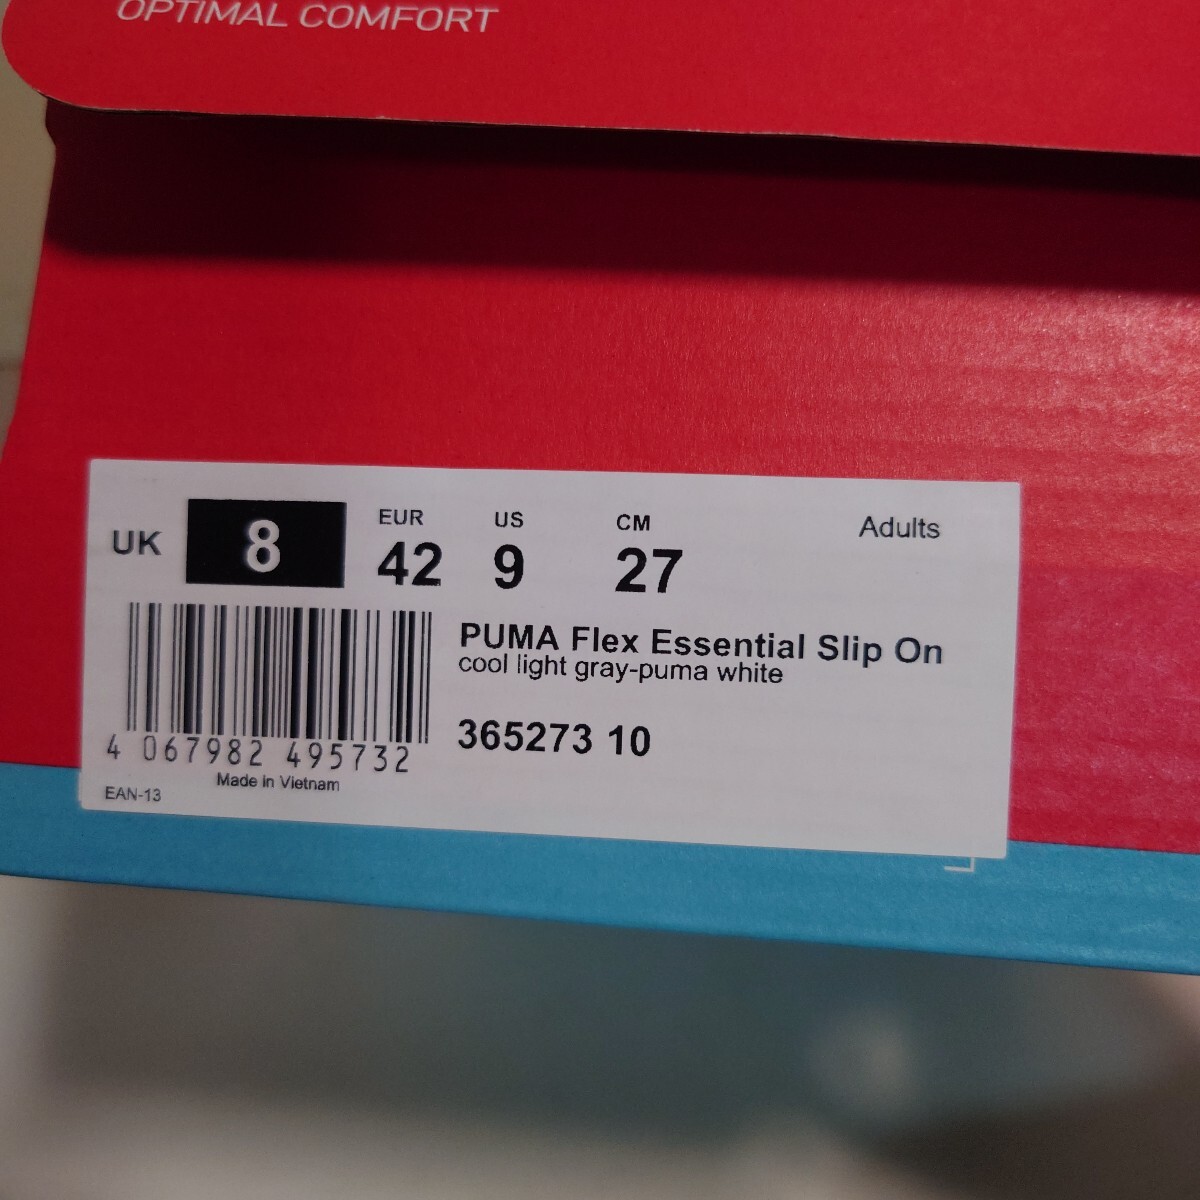 OPTIMAL COMFORT
UK 8
EUR 42
US 9
CM 27
Adults
PUMA Flex Essential Slip On
cool light gray-puma white
365273 10
4 067982 495732
Made in Vietnam
EAN-13